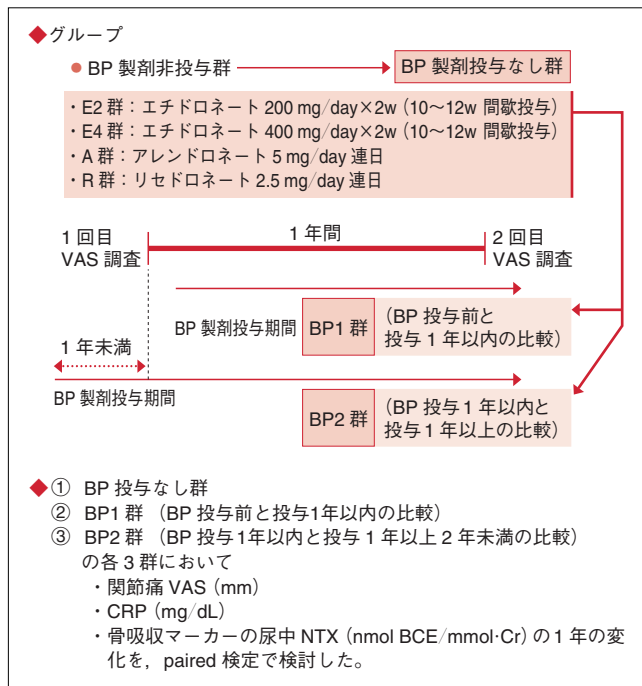 ◆グループ
● BP 製剤非投与群
BP 製剤投与なし群
・E2 群：エチドロネート 200 mg/day×2w（10〜12w 間歇投与）
・E4 群：エチドロネート 400 mg/day×2w（10〜12w 間歇投与）
・A 群：アレンドロネート 5 mg/day 連日
・R 群：リセドロネート 2.5 mg/day 連日
1 回目
VAS 調査
1 年間
2 回目
VAS 調査
BP 製剤投与期間
BP1 群
（BP 投与前と
投与 1 年以内の比較）
1 年未満
BP 製剤投与期間
BP2 群
（BP 投与 1 年以内と
投与 1 年以上の比較）
◆① BP 投与なし群
② BP1 群（BP 投与前と投与1年以内の比較）
③ BP2 群（BP 投与1年以内と投与 1 年以上 2 年未満の比較）
の各 3 群において
・関節痛 VAS（mm）
・CRP（mg/dL）
・骨吸収マーカーの尿中 NTX（nmol BCE/mmol·Cr）の 1 年の変
化を，paired 検定で検討した。